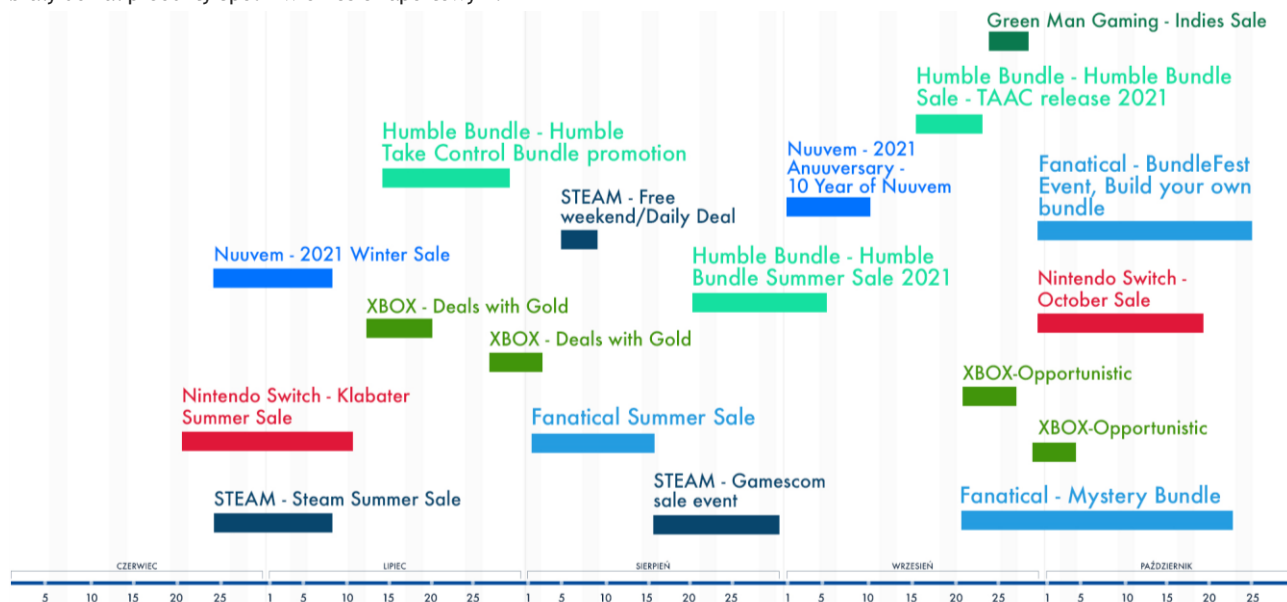 Green Man Gaming - Indies Sale
Humble Bundle - Humble Bundle
Sale - TAAC release 2021
Humble Bundle - Humble
Take Control Bundle promotion
Nuuvem - 2021
Anuuversary -
10 Year of Nuuvem
Fanatical - BundleFest
Event, Build your own
bundle
STEAM - Free
weekend/Daily Deal
Nuuvem - 2021 Winter Sale
Humble Bundle - Humble
Bundle Summer Sale 2021
Nintendo Switch -
October Sale
XBOX - Deals with Gold
XBOX - Deals with Gold
XBOX-Opportunistic
Nintendo Switch - Klabater
Summer Sale
Fanatical Summer Sale
XBOX-Opportunistic
STEAM - Gamescom
sale event
STEAM - Steam Summer Sale
Fanatical - Mystery Bundle
CZERWIEC LIPIEC SIERPIEŃ WRZESIEŃ PAŹDZIERNIK
5 10 15 20 25 1 5 10 15 20 25 1 5 10 15 20 25 1 5 10 15 20 25 1 5 10 15 20 25